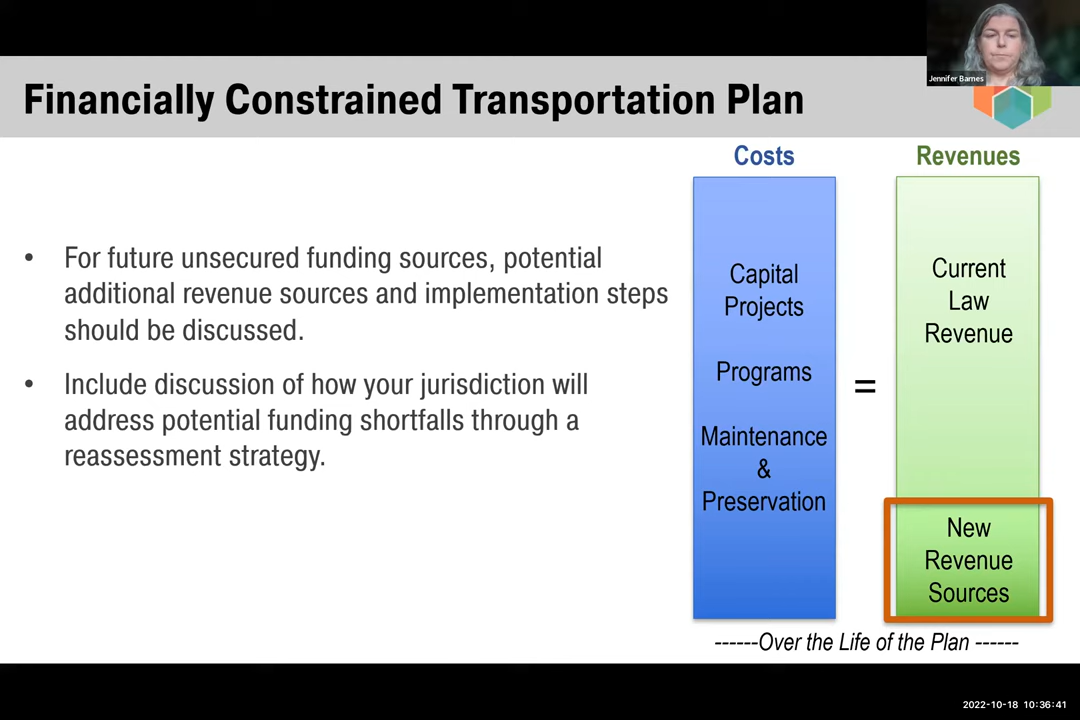 Jennifer Barnes
Financially Constrained Transportation Plan
Costs
Revenues
• For future unsecured funding sources, potential
additional revenue sources and implementation steps
should be discussed.
• Include discussion of how your jurisdiction will
address potential funding shortfalls through a
reassessment strategy.
Capital
Projects
Programs
Maintenance
&
Preservation
=
Current
Law
Revenue
New
Revenue
Sources
------Over the Life of the Plan ------
2022-10-18 10:36:41